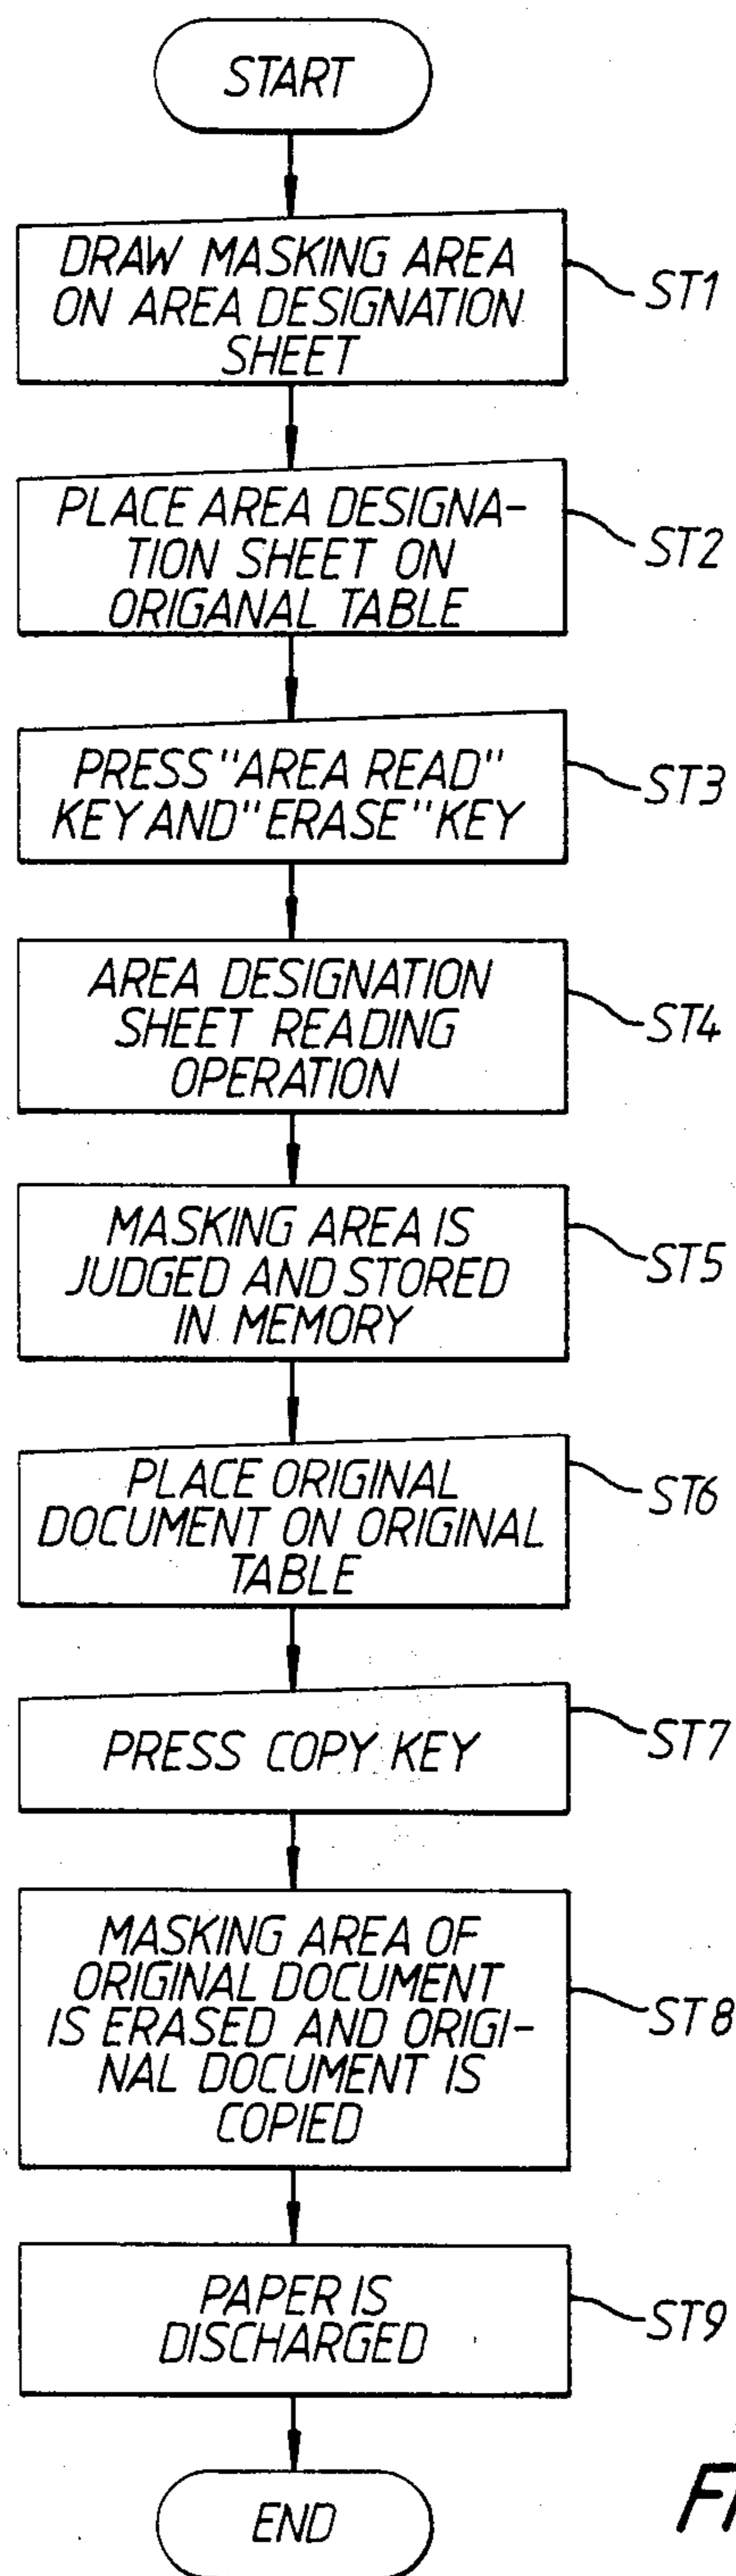 START
DRAW MASKING AREA
ON AREA DESIGNATION
SHEET
ST1
PLACE AREA DESIGNA-
TION SHEET ON
ORIGANAL TABLE
ST2
PRESS "AREA READ"
KEY AND "ERASE" KEY
ST3
AREA DESIGNATION
SHEET READING
OPERATION
ST4
MASKING AREA IS
JUDGED AND STORED
IN MEMORY
ST5
PLACE ORIGINAL
DOCUMENT ON ORIGINAL
TABLE
ST6
PRESS COPY KEY
ST7
MASKING AREA OF
ORIGINAL DOCUMENT
IS ERASED AND ORIGI-
NAL DOCUMENT IS
COPIED
ST8
PAPER IS
DISCHARGED
ST9
END